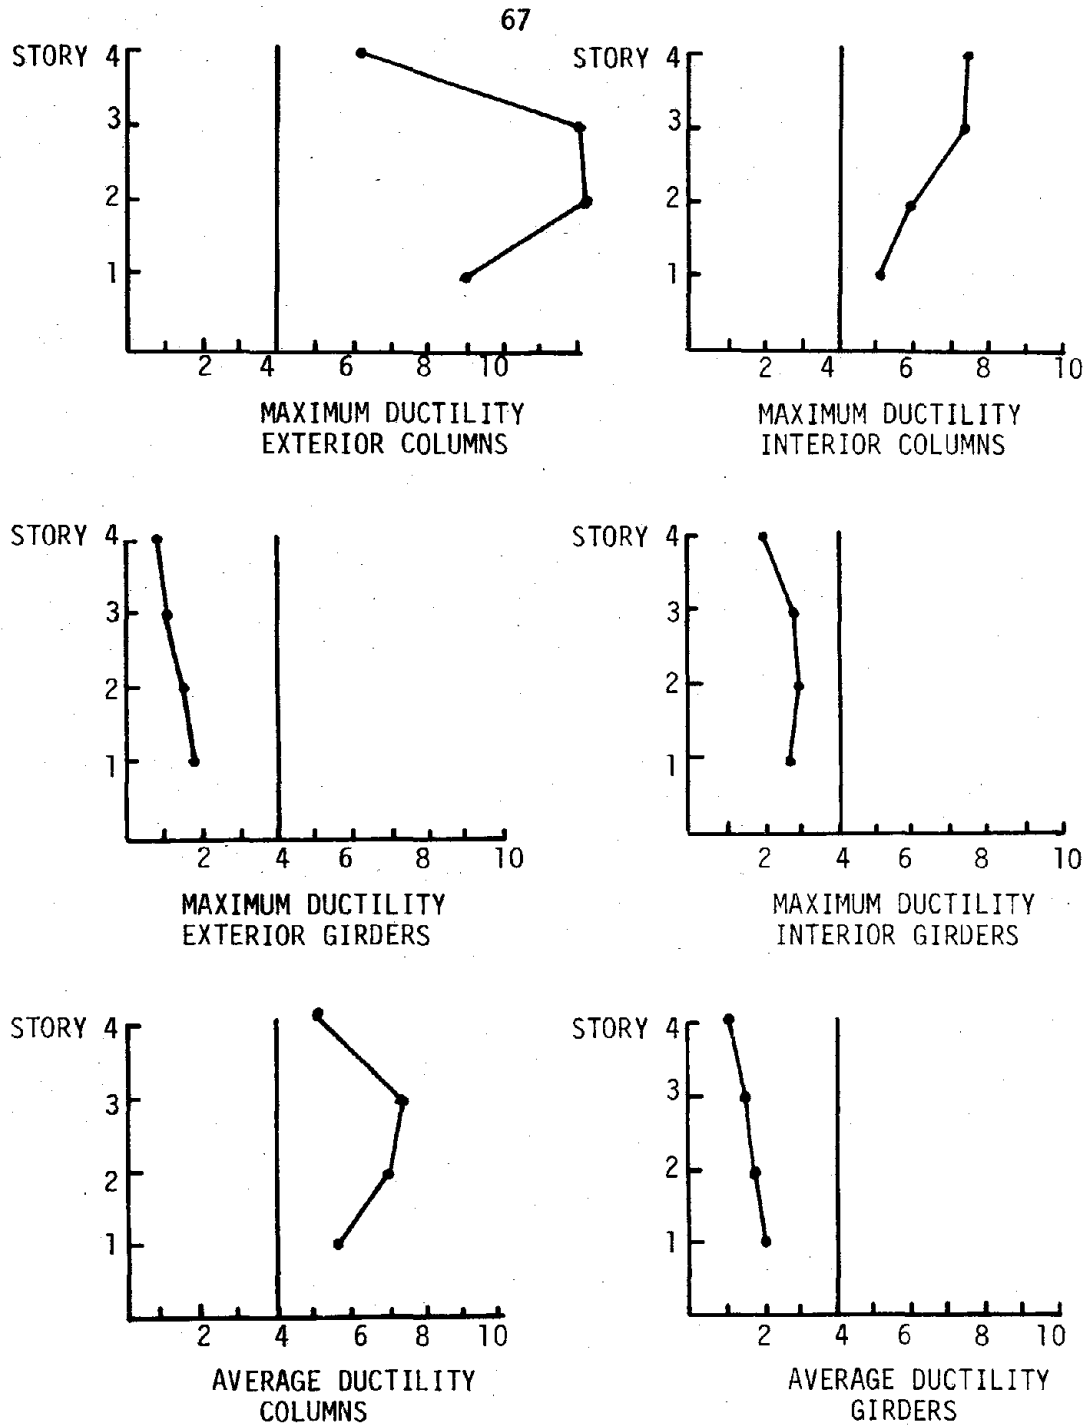 67
STORY 4
3
2
1
2 4 6 8 10
MAXIMUM DUCTILITY
EXTERIOR COLUMNS
STORY 4
3
2
1
2 4 6 8 10
MAXIMUM DUCTILITY
INTERIOR COLUMNS
STORY 4
3
2
1
2 4 6 8 10
MAXIMUM DUCTILITY
EXTERIOR GIRDERS
STORY 4
3
2
1
2 4 6 8 10
MAXIMUM DUCTILITY
INTERIOR GIRDERS
STORY 4
3
2
1
2 4 6 8 10
AVERAGE DUCTILITY
COLUMNS
STORY 4
3
2
1
2 4 6 8 10
AVERAGE DUCTILITY
GIRDERS